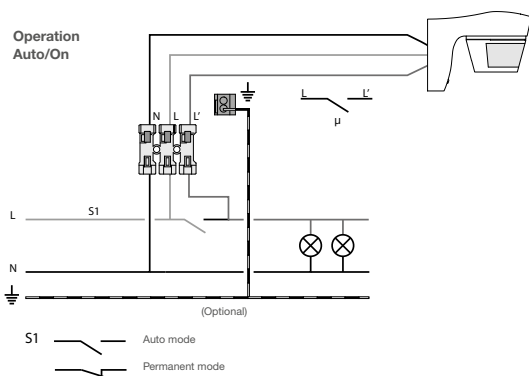 Operation
Auto/On
N L L'
L L'
μ
L S1
N
(Optional)
S1 Auto mode
Permanent mode